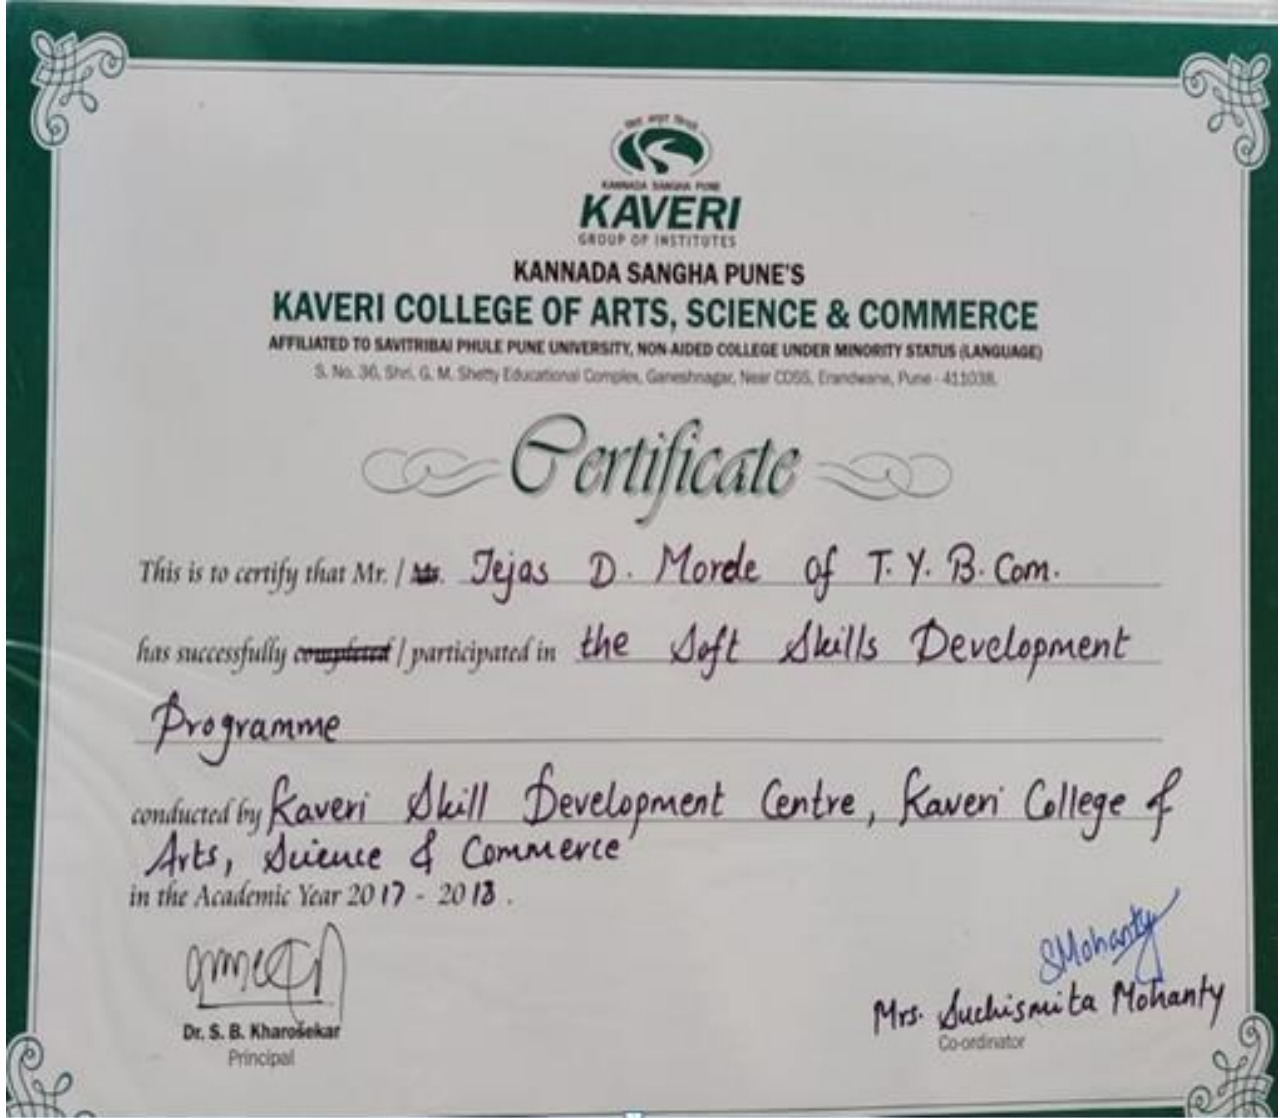 KANNADA SANGHA PUNE
KAVERI
GROUP OF INSTITUTES
KANNADA SANGHA PUNE'S
KAVERI COLLEGE OF ARTS, SCIENCE & COMMERCE
AFFILIATED TO SAVITRIBAI PHULE PUNE UNIVERSITY, NON-AIDED COLLEGE UNDER MINORITY STATUS (LANGUAGE)
S. No. 36, Shri. G. M. Shetty Educational Complex, Ganeshnagar, Near CDSS, Erandwane, Pune - 411038.
Certificate
This is to certify that Mr. / Ms. Tejas D. Morde of T. Y. B. Com.
has successfully completed / participated in the Soft Skills Development
Programme
conducted by Kaveri Skill Development Centre, Kaveri College of
Arts, Science & Commerce
in the Academic Year 2017 - 2018.
SMohanty
Mrs. Suchismita Mohanty
Dr. S. B. Kharosekar
Co-ordinator
Principal